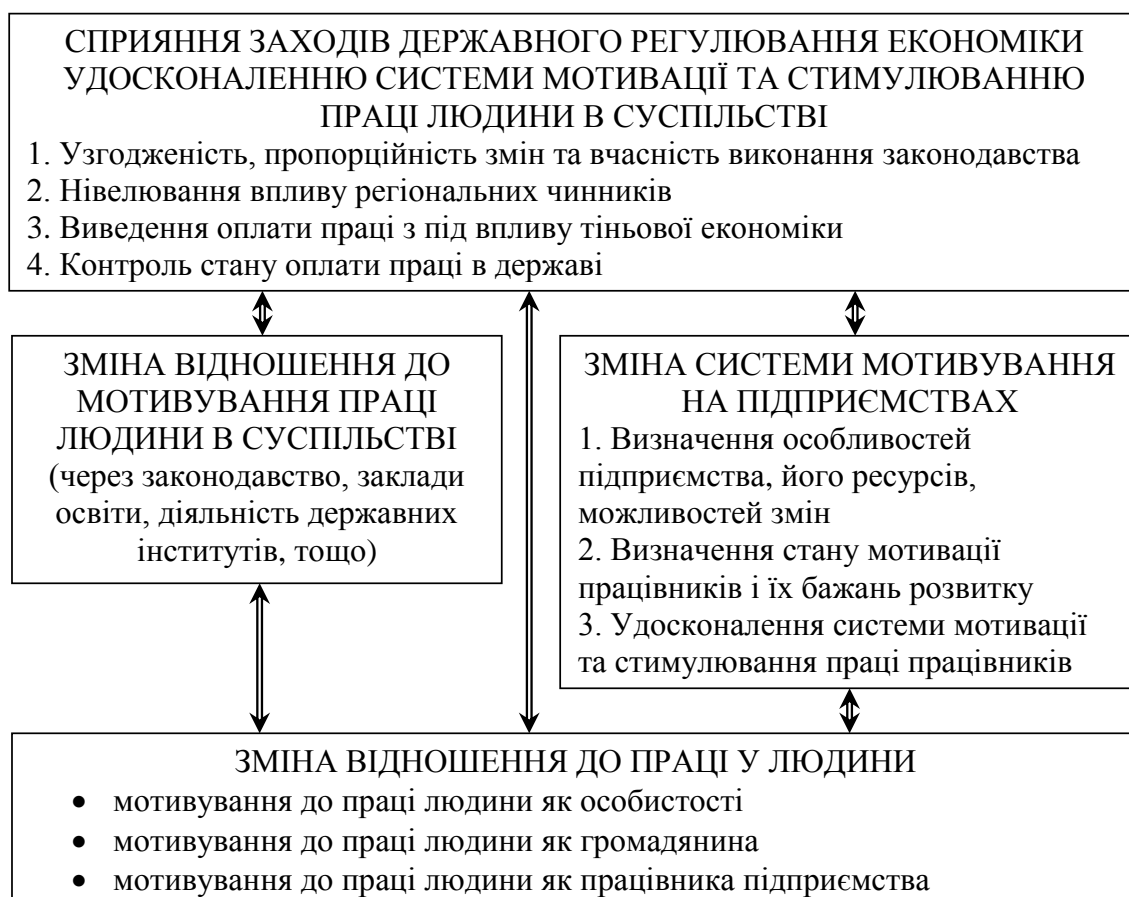 СПРИЯННЯ ЗАХОДІВ ДЕРЖАВНОГО РЕГУЛЮВАННЯ ЕКОНОМІКИ
УДОСКОНАЛЕННЮ СИСТЕМИ МОТИВАЦІЇ ТА СТИМУЛЮВАННЮ
ПРАЦІ ЛЮДИНИ В СУСПІЛЬСТВІ
1. Узгодженість, пропорційність змін та вчасність виконання законодавства
2. Нівелювання впливу регіональних чинників
3. Виведення оплати праці з під впливу тіньової економіки
4. Контроль стану оплати праці в державі
ЗМІНА ВІДНОШЕННЯ ДО
МОТИВУВАННЯ ПРАЦІ
ЛЮДИНИ В СУСПІЛЬСТВІ
(через законодавство, заклади
освіти, діяльність державних
інститутів, тощо)
ЗМІНА СИСТЕМИ МОТИВУВАННЯ
НА ПІДПРИЄМСТВАХ
1. Визначення особливостей
підприємства, його ресурсів,
можливостей змін
2. Визначення стану мотивації
працівників і їх бажань розвитку
3. Удосконалення системи мотивації
та стимулювання праці працівників
ЗМІНА ВІДНОШЕННЯ ДО ПРАЦІ У ЛЮДИНИ
• мотивування до праці людини як особистості
• мотивування до праці людини як громадянина
• мотивування до праці людини як працівника підприємства